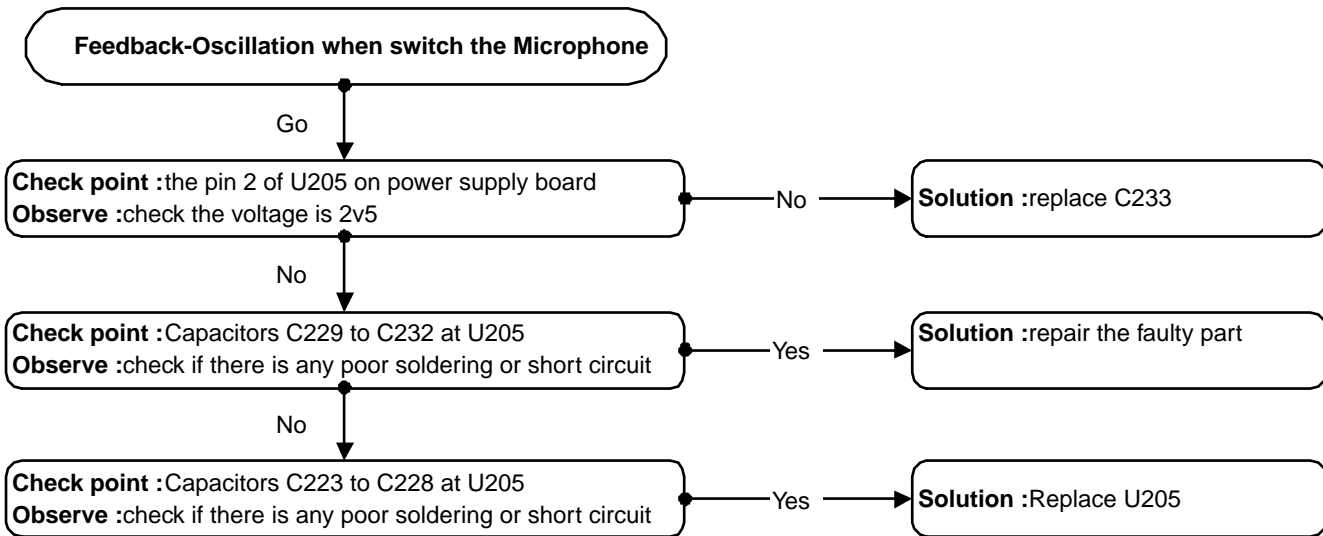 Feedback-Oscillation when switch the Microphone
Go
Check point :the pin 2 of U205 on power supply board
Observe :check the voltage is 2v5
No
Solution :replace C233
No
Check point :Capacitors C229 to C232 at U205
Observe :check if there is any poor soldering or short circuit
Yes
Solution :repair the faulty part
No
Check point :Capacitors C223 to C228 at U205
Observe :check if there is any poor soldering or short circuit
Yes
Solution :Replace U205